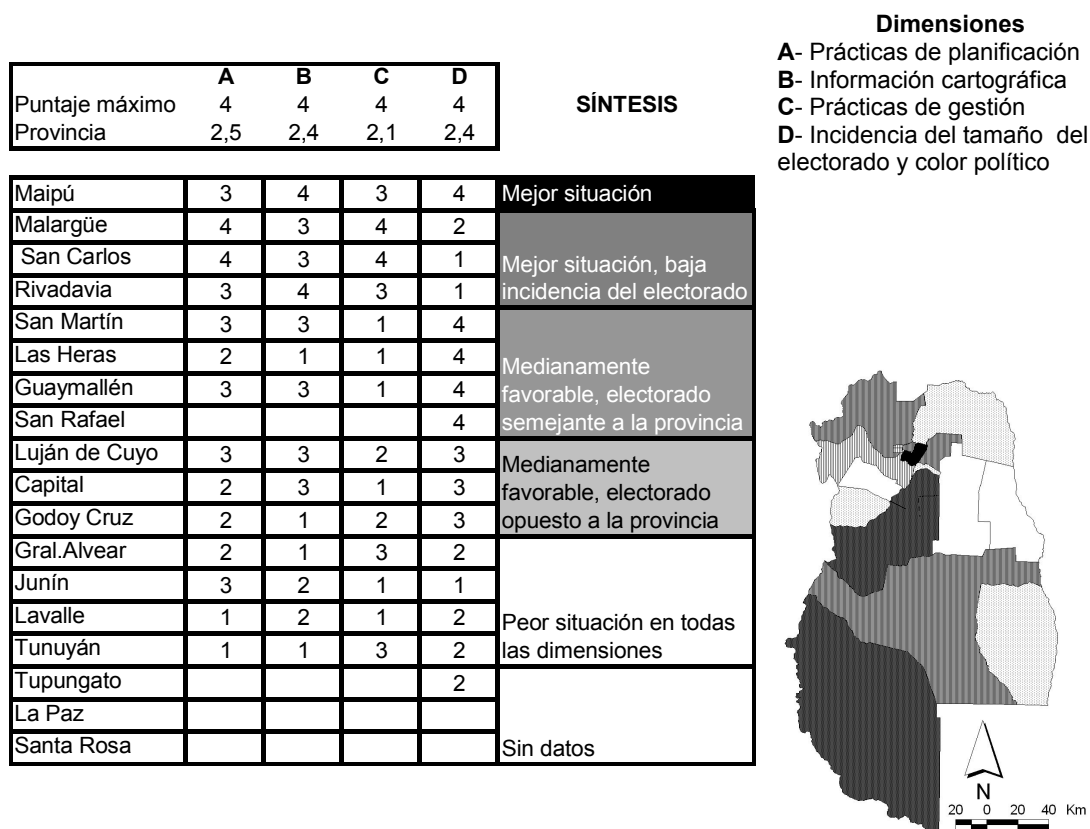 Dimensiones
A- Prácticas de planificación
B- Información cartográfica
C- Prácticas de gestión
D- Incidencia del tamaño del
electorado y color político
A B C D
Puntaje máximo 4 4 4 4 SÍNTESIS
Provincia 2,5 2,4 2,1 2,4
Maipú 3 4 3 4 Mejor situación
Malargüe 4 3 4 2
San Carlos 4 3 4 1 Mejor situación, baja
Rivadavia 3 4 3 1 incidencia del electorado
San Martín 3 3 1 4
Las Heras 2 1 1 4 Medianamente
Guaymallén 3 3 1 4 favorable, electorado
San Rafael 4 semejante a la provincia
Luján de Cuyo 3 3 2 3 Medianamente
Capital 2 3 1 3 favorable, electorado
Godoy Cruz 2 1 2 3 opuesto a la provincia
Gral.Alvear 2 1 3 2
Junín 3 2 1 1
Lavalle 1 2 1 2 Peor situación en todas
Tunuyán 1 1 3 2 las dimensiones
Tupungato 2
La Paz
Santa Rosa Sin datos
N
20 0 20 40 Km